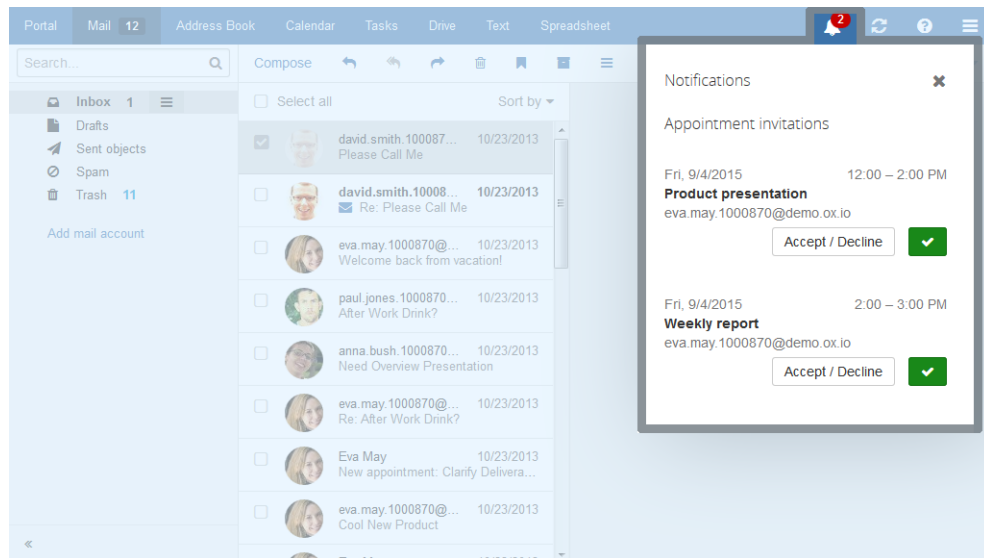 Portal Mail 12 Address Book Calendar Tasks Drive Text Spreadsheet 2
Search...
Compose
Inbox 1
Drafts
Sent objects
Spam
Trash 11
Add mail account
Select all Sort by
david.smith.100087... 10/23/2013
Please Call Me
david.smith.10008... 10/23/2013
Re: Please Call Me
eva.may.1000870@... 10/23/2013
Welcome back from vacation!
paul.jones.1000870... 10/23/2013
After Work Drink?
anna.bush.1000870... 10/23/2013
Need Overview Presentation
eva.may.1000870@... 10/23/2013
Re: After Work Drink?
Eva May 10/23/2013
New appointment: Clarify Delivera...
eva.may.1000870@... 10/23/2013
Cool New Product
Notifications
Appointment invitations
Fri, 9/4/2015 12:00 – 2:00 PM
Product presentation
eva.may.1000870@demo.ox.io
Accept / Decline
Fri, 9/4/2015 2:00 – 3:00 PM
Weekly report
eva.may.1000870@demo.ox.io
Accept / Decline